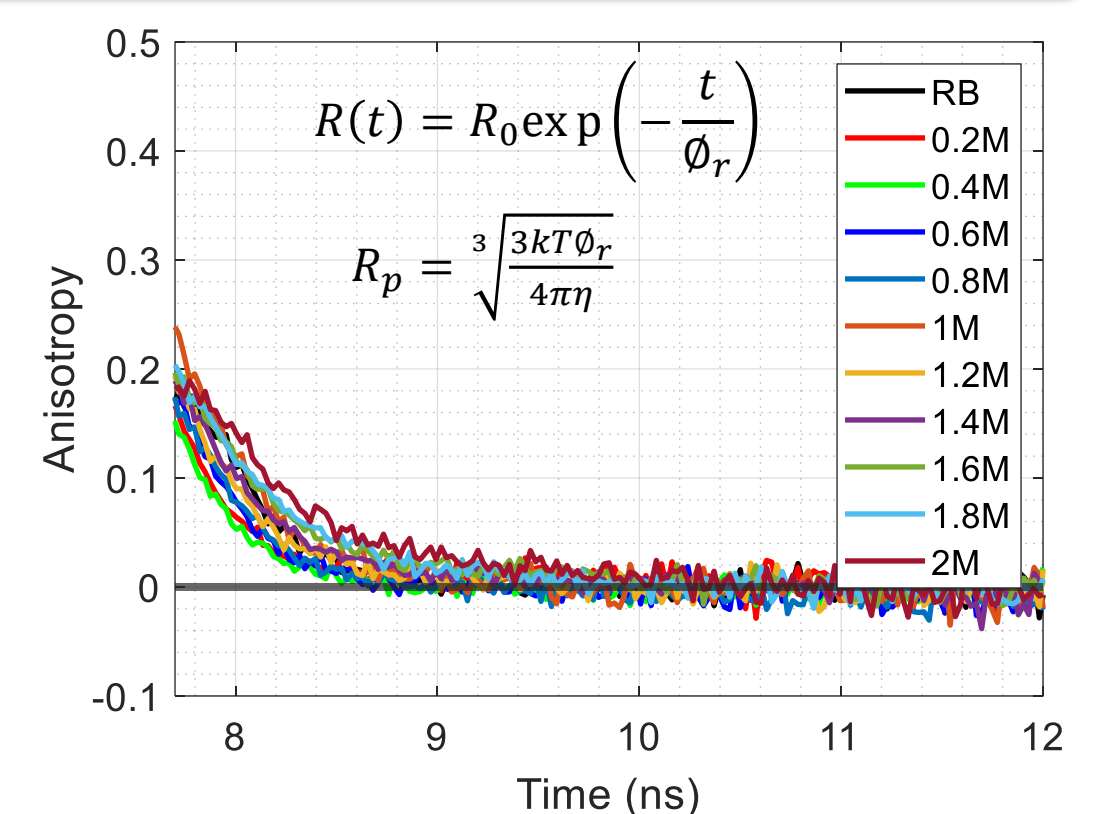 0.5
0.4
0.3
0.2
0.1
0
-0.1
Anisotropy
R(t) = R₀exp(−t/∅ᵣ)
Rₚ = ∛(3kT∅ᵣ/4πη)
RB
0.2M
0.4M
0.6M
0.8M
1M
1.2M
1.4M
1.6M
1.8M
2M
8 9 10 11 12
Time (ns)